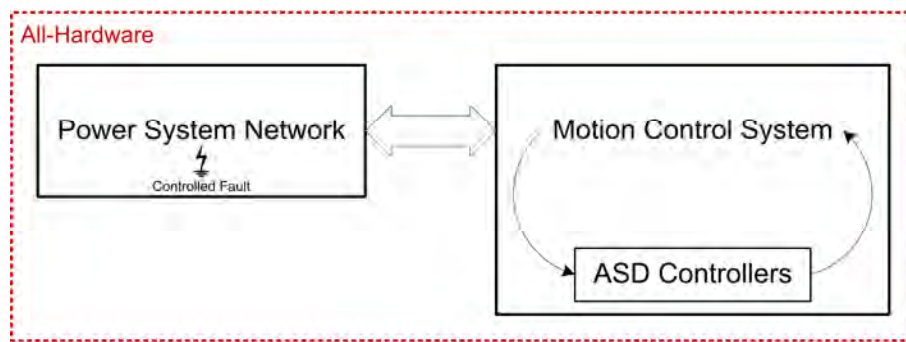 All-Hardware
Power System Network
Controlled Fault
Motion Control System
ASD Controllers